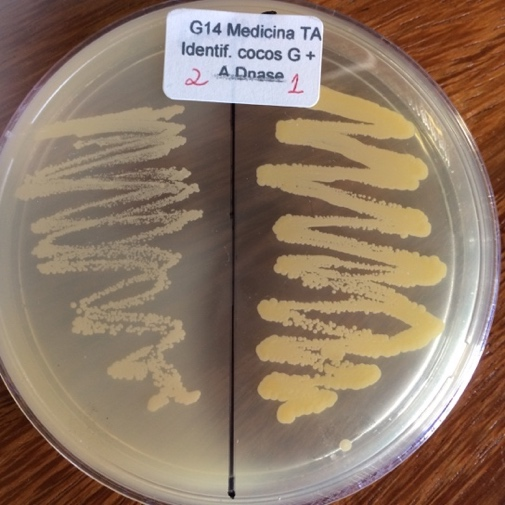 G14 Medicina TA
Identif. cocos G +
A.Dnase
2 1